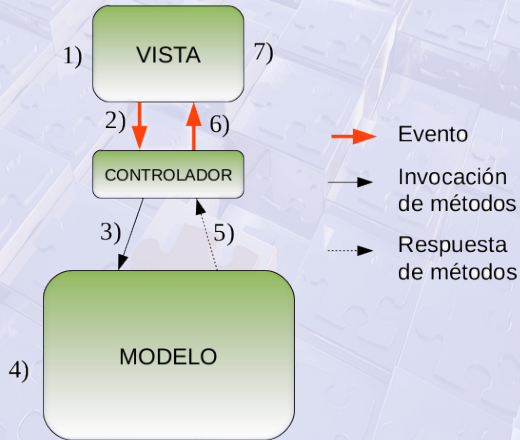 1)
VISTA
7)
2)
6)
Evento
CONTROLADOR
Invocación
de métodos
3)
5)
Respuesta
de métodos
MODELO
4)